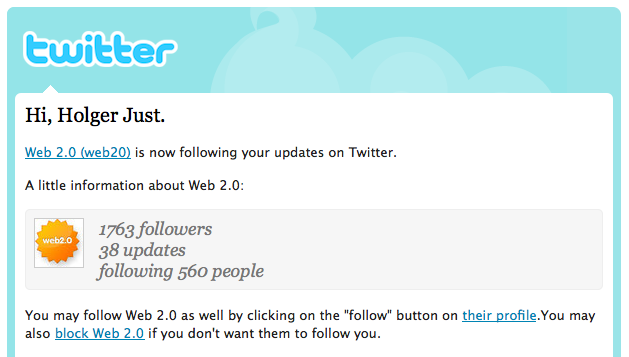 twitter
Hi, Holger Just.
Web 2.0 (web20) is now following your updates on Twitter.
A little information about Web 2.0:
web2.0
1763 followers
38 updates
following 560 people
You may follow Web 2.0 as well by clicking on the "follow" button on their profile.You may
also block Web 2.0 if you don't want them to follow you.